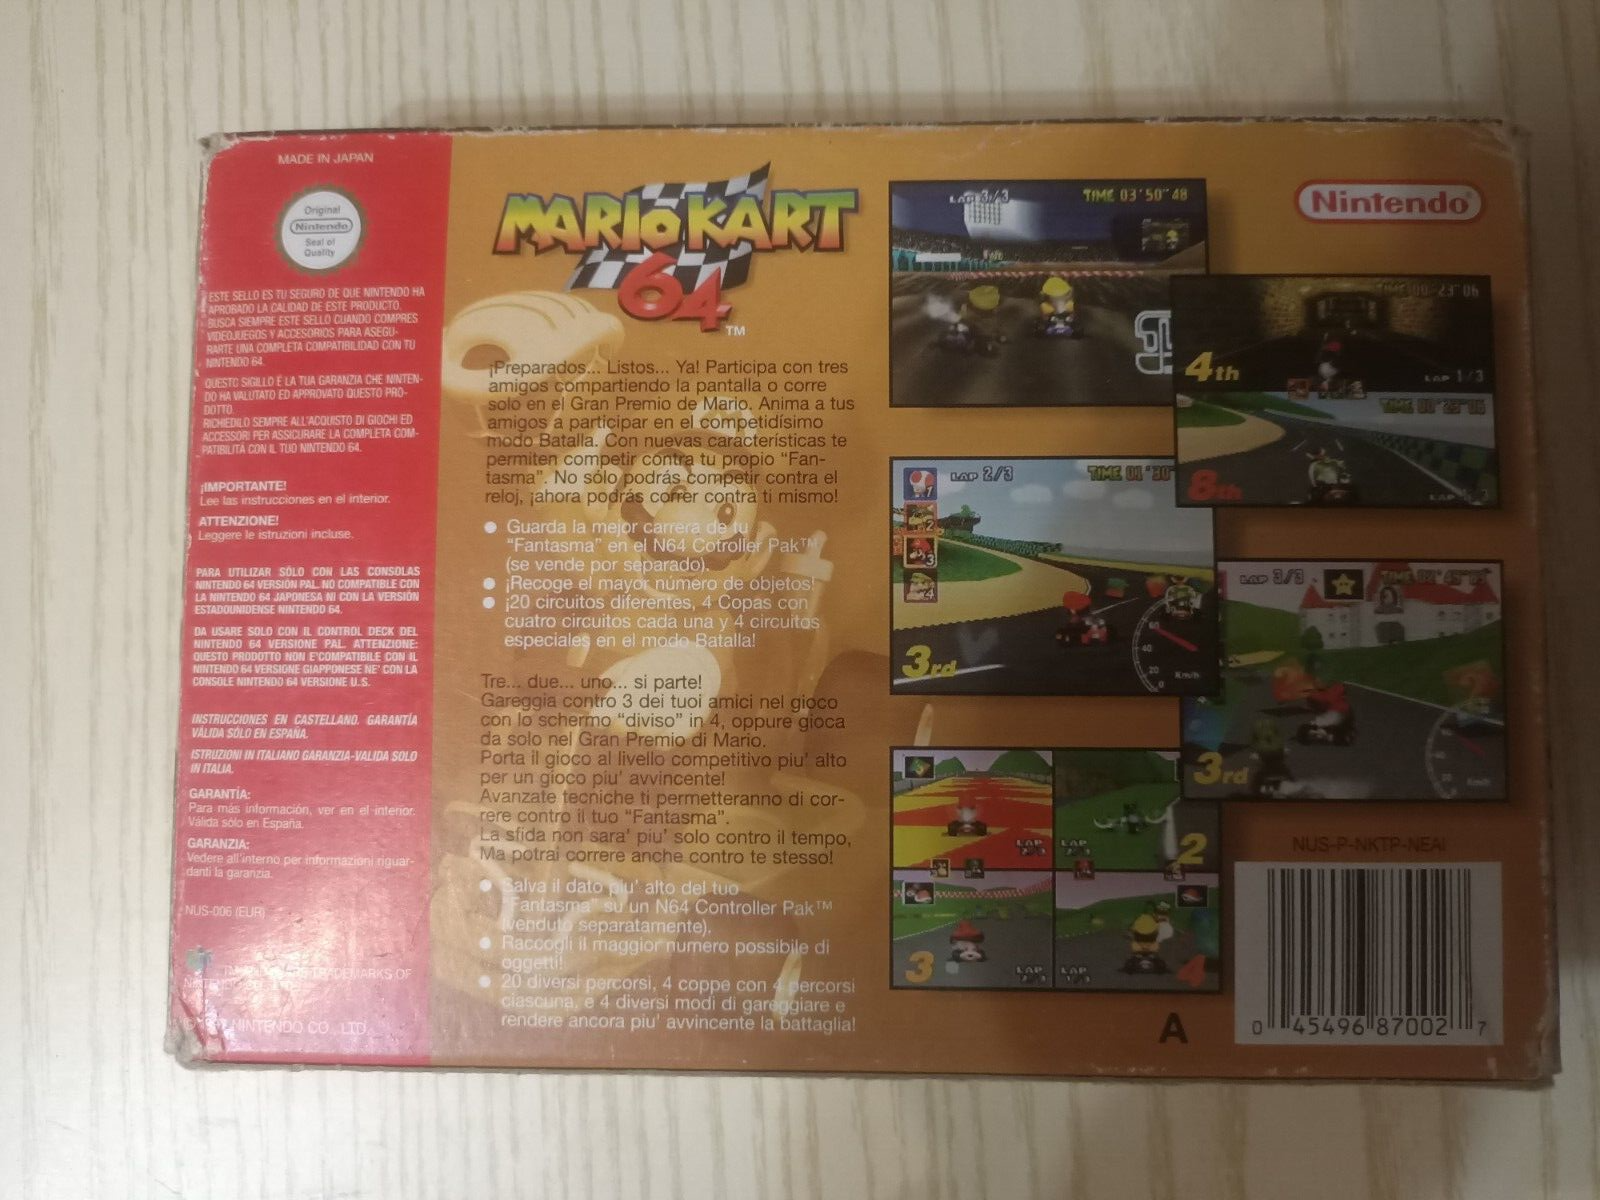 MADE IN JAPAN
Original
Nintendo
Seal of
Quality
ESTE SELLO ES TU SEGURO DE QUE NINTENDO HA
APROBADO LA CALIDAD DE ESTE PRODUCTO.
BUSCA SIEMPRE ESTE SELLO CUANDO COMPRES
VIDEOJUEGOS Y ACCESORIOS PARA ASEGU-
RARTE UNA COMPLETA COMPATIBILIDAD CON TU
NINTENDO 64.
QUESTO SIGILLO È LA TUA GARANZIA CHE NINTEN-
DO HA VALUTATO ED APPROVATO QUESTO PRO-
DOTTO.
RICHIEDILO SEMPRE ALL'ACQUISTO DI GIOCHI ED
ACCESSORI PER ASSICURARE LA COMPLETA COM-
PATIBILITÀ CON IL TUO NINTENDO 64.
¡IMPORTANTE!
Lee las instrucciones en el interior.
ATTENZIONE!
Leggere le istruzioni incluse.
PARA UTILIZAR SÓLO CON LAS CONSOLAS
NINTENDO 64 VERSIÓN PAL. NO COMPATIBLE CON
LA NINTENDO 64 JAPONESA NI CON LA VERSIÓN
ESTADOUNIDENSE NINTENDO 64.
DA USARE SOLO CON IL CONTROL DECK DEL
NINTENDO 64 VERSIONE PAL. ATTENZIONE:
QUESTO PRODOTTO NON E'COMPATIBILE CON IL
NINTENDO 64 VERSIONE GIAPPONESE NE' CON LA
CONSOLE NINTENDO 64 VERSIONE U.S.
INSTRUCCIONES EN CASTELLANO. GARANTÍA
VÁLIDA SÓLO EN ESPAÑA.
ISTRUZIONI IN ITALIANO GARANZIA-VALIDA SOLO
IN ITALIA.
GARANTÍA:
Para más información, ver en el interior.
Válida sólo en España.
GARANZIA:
Vedere all'interno per informazioni riguar-
danti la garanzia.
NUS-006 (EUR)
TRADEMARKS OF
NINTENDO CO., LTD.
MARIO KART
64
™
¡Preparados... Listos... Ya! Participa con tres
amigos compartiendo la pantalla o corre
solo en el Gran Premio de Mario. Anima a tus
amigos a participar en el competidísimo
modo Batalla. Con nuevas características te
permiten competir contra tu propio "Fan-
tasma". No sólo podrás competir contra el
reloj, ¡ahora podrás correr contra ti mismo!
● Guarda la mejor carrera de tu
"Fantasma" en el N64 Cotroller Pak™
(se vende por separado).
● ¡Recoge el mayor número de objetos!
● ¡20 circuitos diferentes, 4 Copas con
cuatro circuitos cada una y 4 circuitos
especiales en el modo Batalla!
Tre... due... uno... si parte!
Gareggia contro 3 dei tuoi amici nel gioco
con lo schermo "diviso" in 4, oppure gioca
da solo nel Gran Premio di Mario.
Porta il gioco al livello competitivo piu' alto
per un gioco piu' avvincente!
Avanzate tecniche ti permetteranno di cor-
rere contro il tuo "Fantasma".
La sfida non sara' piu' solo contro il tempo,
Ma potrai correre anche contro te stesso!
● Salva il dato piu' alto del tuo
"Fantasma" su un N64 Controller Pak™
(venduto separatamente).
● Raccogli il maggior numero possibile di
oggetti!
● 20 diversi percorsi, 4 coppe con 4 percorsi
ciascuna, e 4 diversi modi di gareggiare e
rendere ancora piu' avvincente la battaglia!
LAP 3/3 TIME 03'50"48
Nintendo
4th
LAP 1/3
8th
LAP 2/3 TIME 01'30"
1
2
3
4
3rd
60
40
20
0
Km/h
LAP 3/3
3rd
Km/h
LAP
LAP
2
3
LAP
LAP
4
NUS-P-NKTP-NEAI
A
0 45496 87002 7